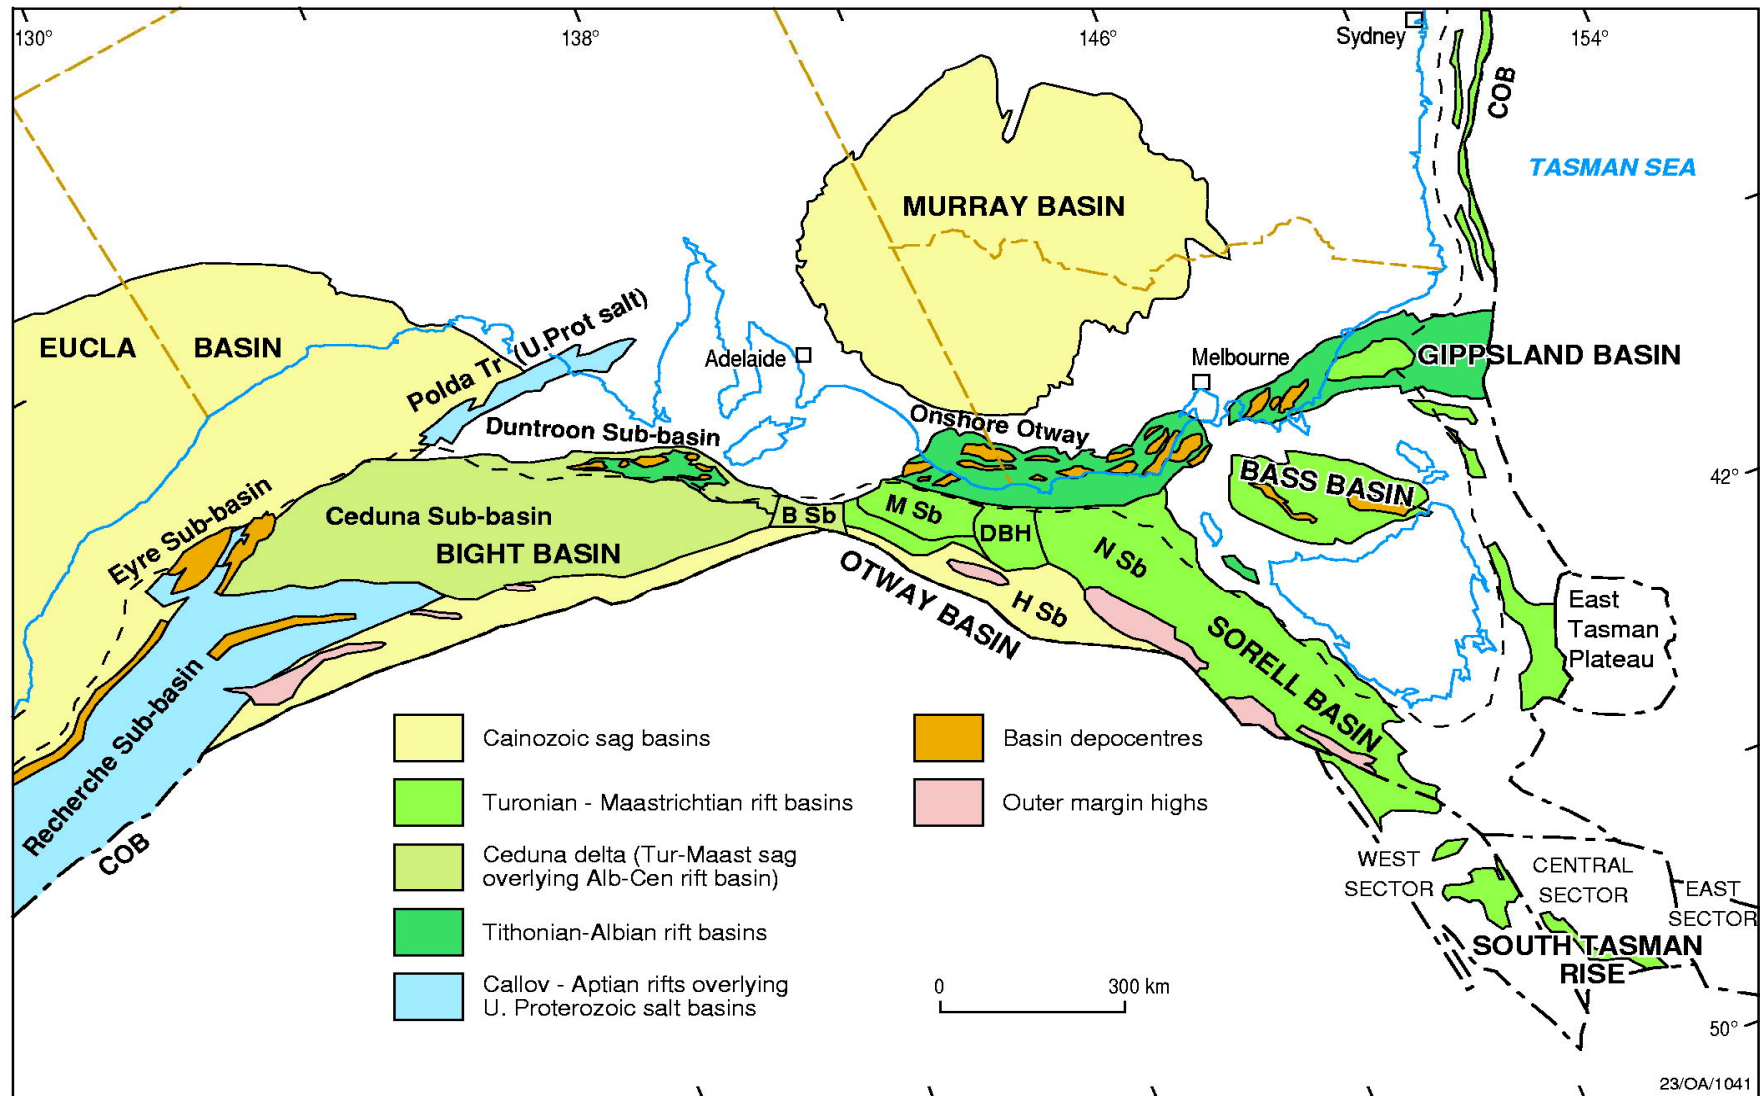 130°
138°
146°
154°
Sydney
COB
TASMAN SEA
MURRAY BASIN
EUCLA BASIN
Polda Tr (U.Prot salt)
Adelaide
Melbourne
GIPPSLAND BASIN
Onshore Otway
Duntroon Sub-basin
42°
BASS BASIN
Eyre Sub-basin
Ceduna Sub-basin
BIGHT BASIN
B Sb
M Sb
DBH
N Sb
H Sb
OTWAY BASIN
SORELL BASIN
East
Tasman
Plateau
Recherche Sub-basin
COB
Cainozoic sag basins
Turonian - Maastrichtian rift basins
Ceduna delta (Tur-Maast sag
overlying Alb-Cen rift basin)
Tithonian-Albian rift basins
Callov - Aptian rifts overlying
U. Proterozoic salt basins
Basin depocentres
Outer margin highs
0 300 km
WEST
SECTOR
CENTRAL
SECTOR
EAST
SECTOR
SOUTH TASMAN
RISE
50°
23/OA/1041